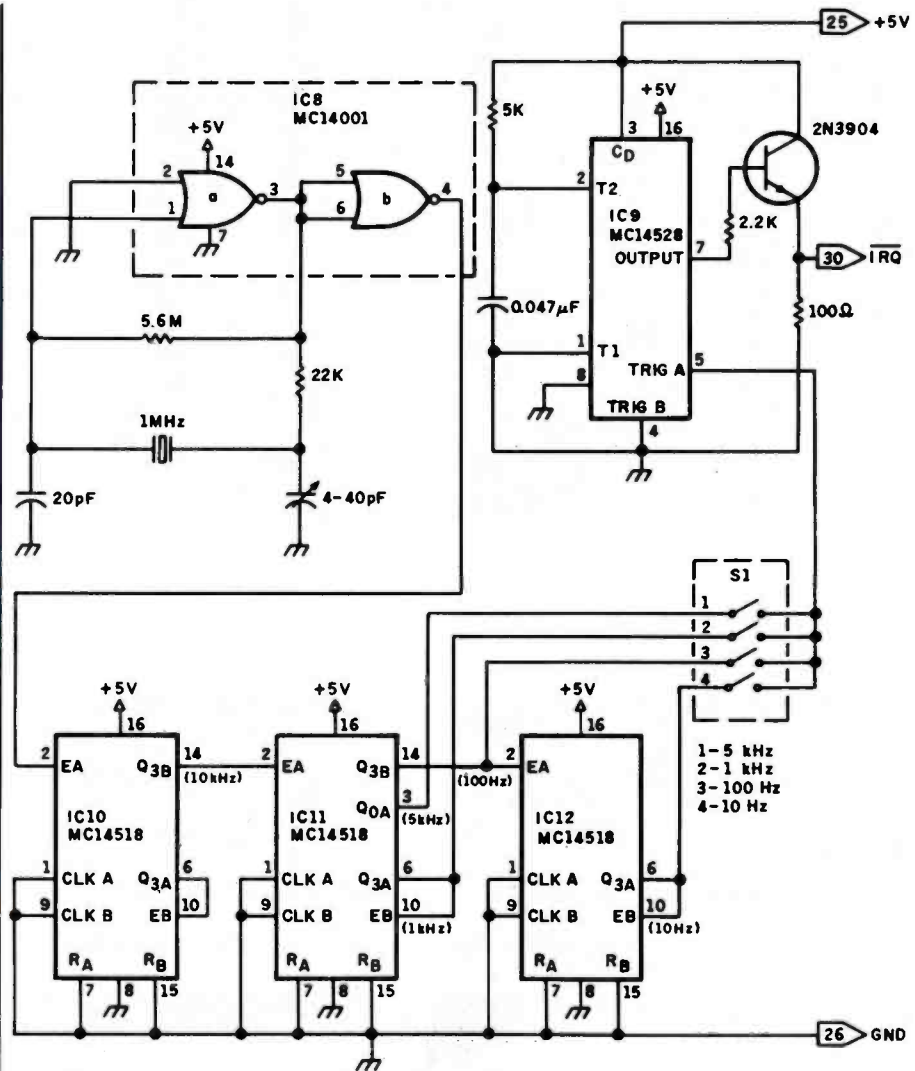 25 +5V
IC8
MC14001
+5V
14
2
1
a
3
7
5
6
b
4
5.6M
22K
1MHz
20pF
4-40pF
5K
+5V
3
16
CD
2
T2
IC9
MC14528
OUTPUT
7
2N3904
2.2K
30 IRQ
100Ω
0.047μF
1
T1
8
TRIG A
5
TRIG B
4
S1
1
2
3
4
1-5 kHz
2-1 kHz
3-100 Hz
4-10 Hz
+5V
16
2
EA
Q3B
14
(10kHz)
IC10
MC14518
1
CLK A
Q3A
6
9
CLK B
EB
10
RA
RB
7
8
15
+5V
16
2
EA
Q3B
14
(100Hz)
Q0A
3
(5kHz)
IC11
MC14518
1
CLK A
Q3A
6
9
CLK B
EB
10
(1kHz)
RA
RB
7
8
15
+5V
16
2
EA
IC12
MC14518
1
CLK A
Q3A
6
9
CLK B
EB
10
(10Hz)
RA
RB
7
8
15
26 GND